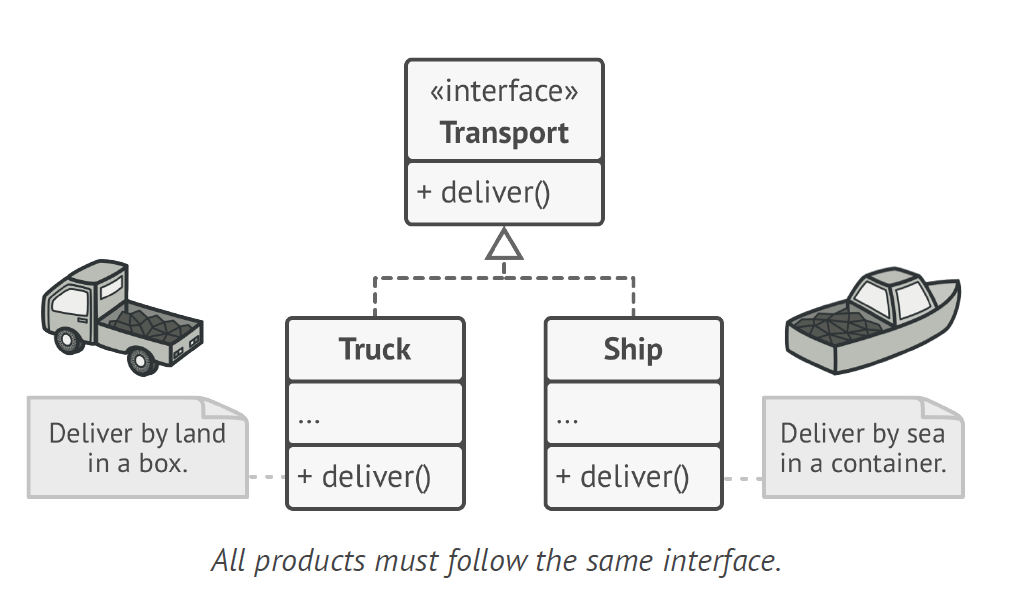 «interface»
Transport
+ deliver()
Truck
...
+ deliver()
Ship
...
+ deliver()
Deliver by land
in a box.
Deliver by sea
in a container.
All products must follow the same interface.